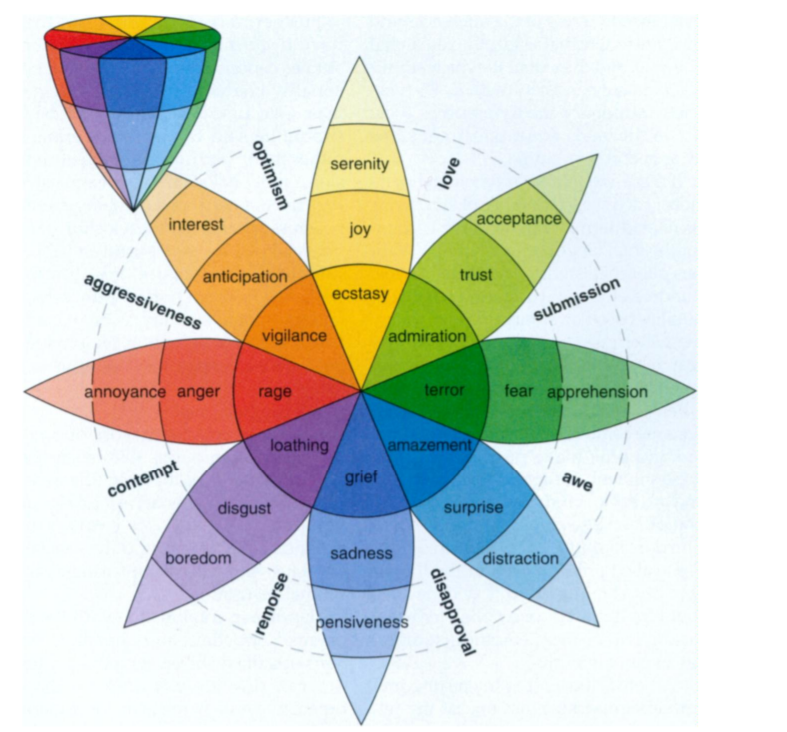 optimism
serenity
love
interest
joy
acceptance
anticipation
trust
aggressiveness
ecstasy
submission
vigilance
admiration
annoyance
anger
rage
terror
fear
apprehension
loathing
amazement
contempt
grief
awe
disgust
surprise
boredom
sadness
distraction
remorse
pensiveness
disapproval